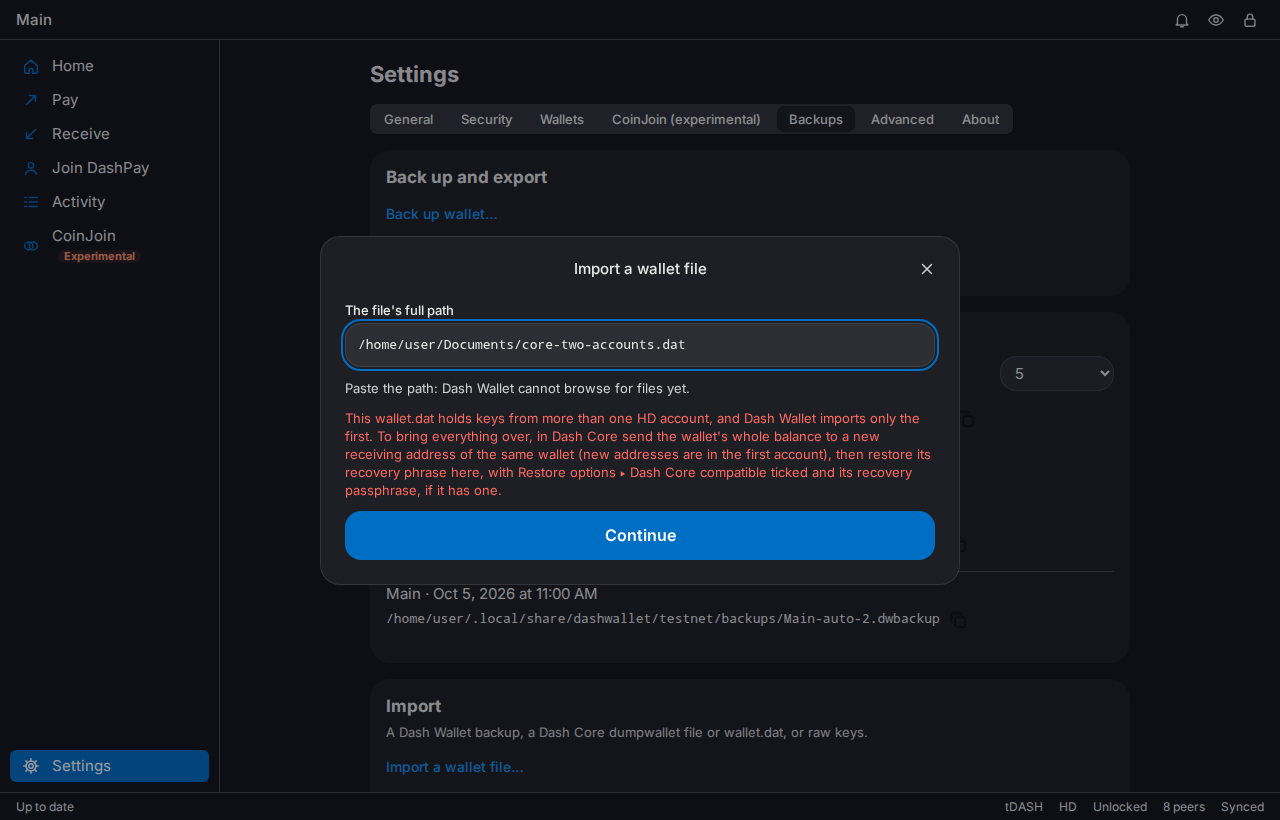 Main
Home
Pay
Receive
Join DashPay
Activity
CoinJoin
Experimental
Settings
Settings
General Security Wallets CoinJoin (experimental) Backups Advanced About
Back up and export
Back up wallet...
5
Import a wallet file
The file's full path
/home/user/Documents/core-two-accounts.dat
Paste the path: Dash Wallet cannot browse for files yet.
This wallet.dat holds keys from more than one HD account, and Dash Wallet imports only the
first. To bring everything over, in Dash Core send the wallet's whole balance to a new
receiving address of the same wallet (new addresses are in the first account), then restore its
recovery phrase here, with Restore options ▸ Dash Core compatible ticked and its recovery
passphrase, if it has one.
Continue
Main · Oct 5, 2026 at 11:00 AM
/home/user/.local/share/dashwallet/testnet/backups/Main-auto-2.dwbackup
Import
A Dash Wallet backup, a Dash Core dumpwallet file or wallet.dat, or raw keys.
Import a wallet file...
Up to date
tDASH HD Unlocked 8 peers Synced